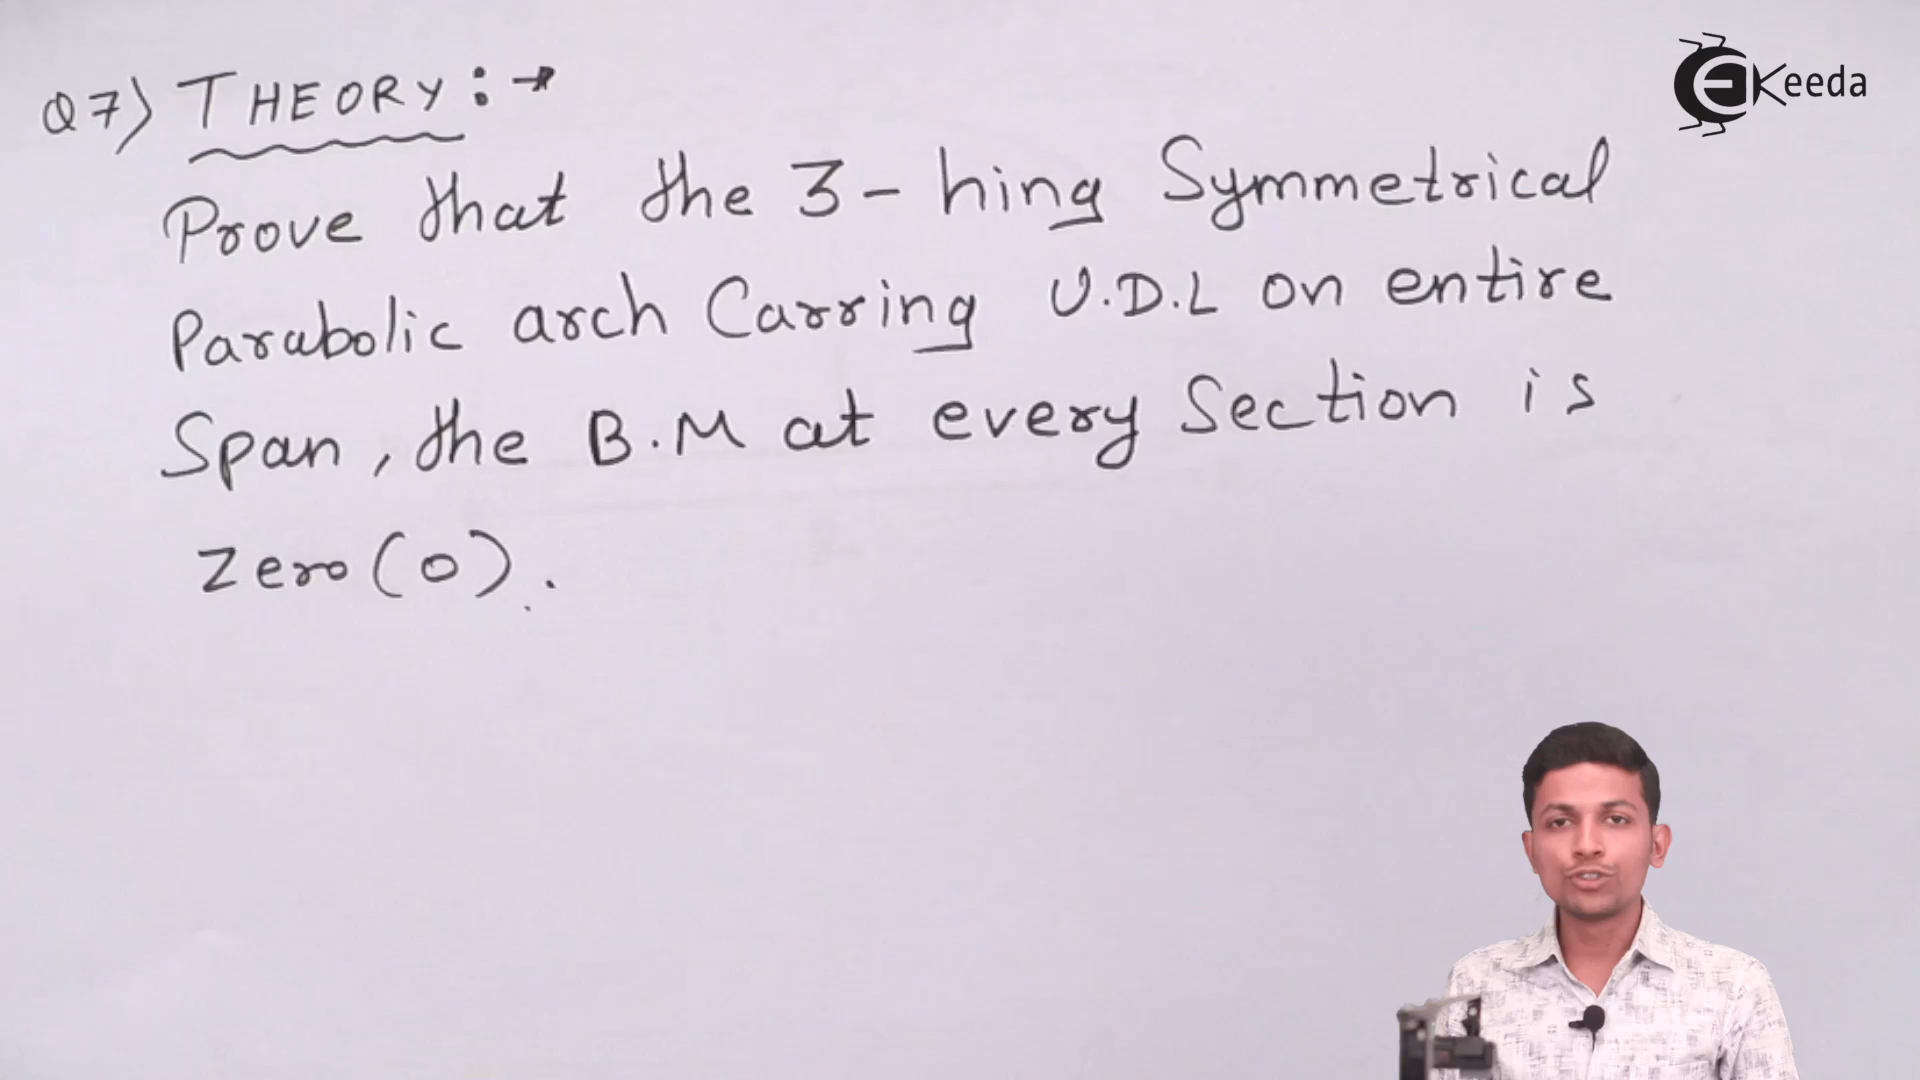 Q7) THEORY:→
EKeeda
Prove that the 3-hing Symmetrical
Parabolic arch Carring U.D.L on entire
Span, the B.M at every Section is
Zero(0).